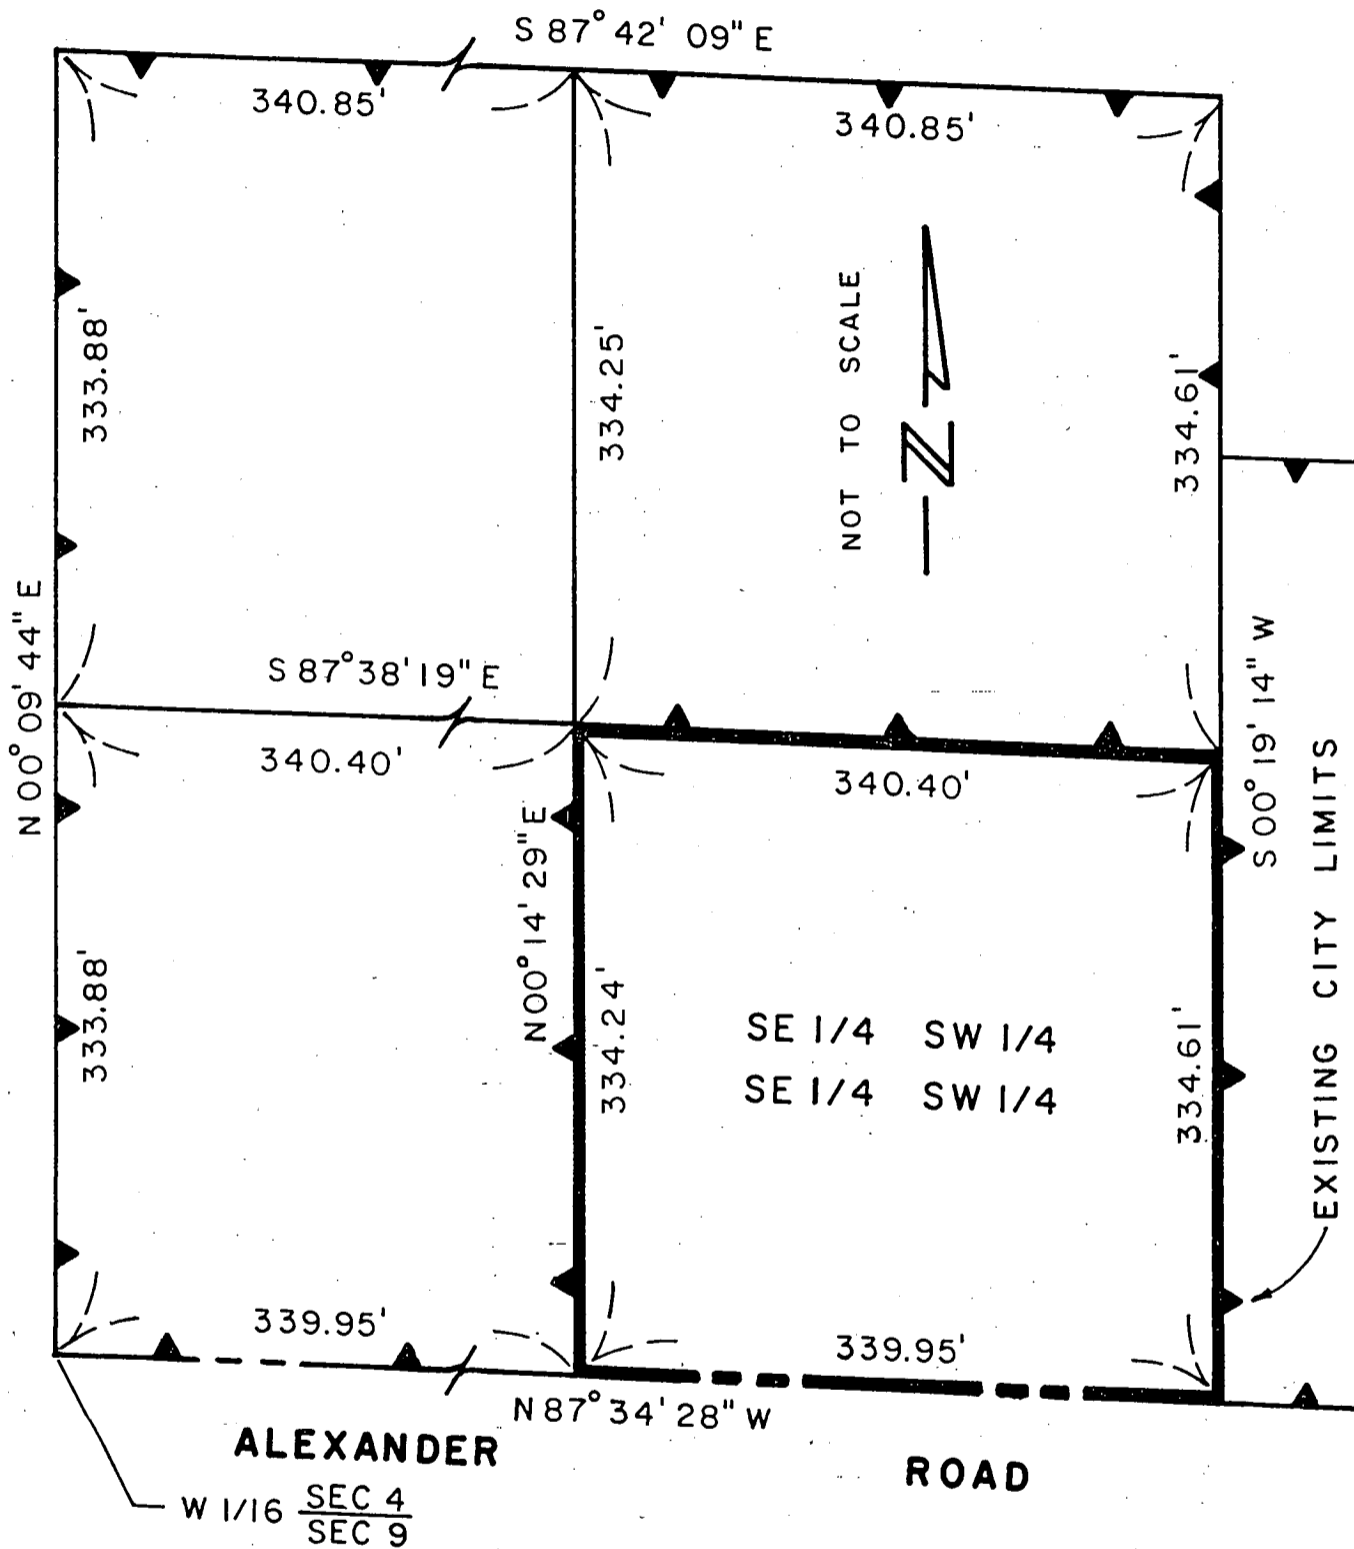 S 87° 42' 09" E
340.85'
340.85'
333.88'
334.25'
NOT TO SCALE
N
334.61'
N 00° 09' 44" E
S 87° 38' 19" E
340.40'
340.40'
S 00° 19' 14" W
N 00° 14' 29" E
333.88'
334.24'
SE 1/4 SW 1/4
SE 1/4 SW 1/4
334.61'
EXISTING CITY LIMITS
339.95'
339.95'
N 87° 34' 28" W
ALEXANDER ROAD
W 1/16 SEC 4
SEC 9